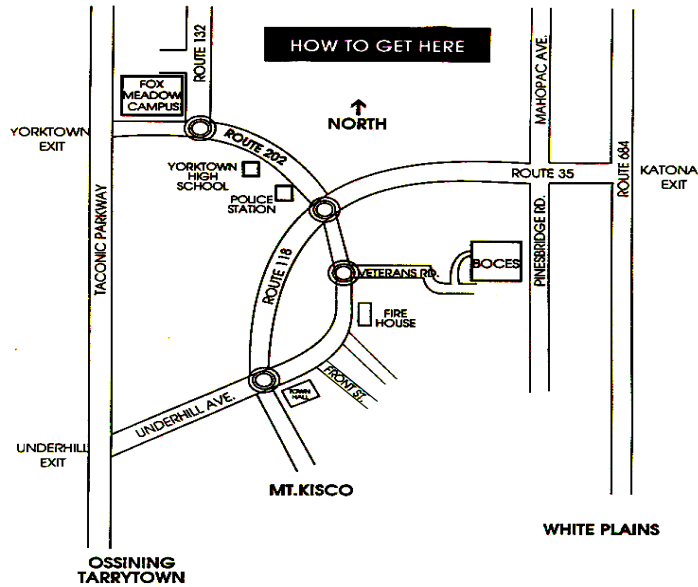 HOW TO GET HERE
ROUTE 132
MAHOPAC AVE.
FOX
MEADOW
CAMPUS
NORTH
YORKTOWN
EXIT
ROUTE 202
ROUTE 684
YORKTOWN
HIGH
SCHOOL
ROUTE 35
KATONA
EXIT
POLICE
STATION
TACONIC PARKWAY
PINESBRIDGE RD.
ROUTE 118
VETERANS RD.
BOCES
FIRE
HOUSE
FRONT ST.
TOWN
HALL
UNDERHILL AVE.
UNDERHILL
EXIT
MT.KISCO
WHITE PLAINS
OSSINING
TARRYTOWN